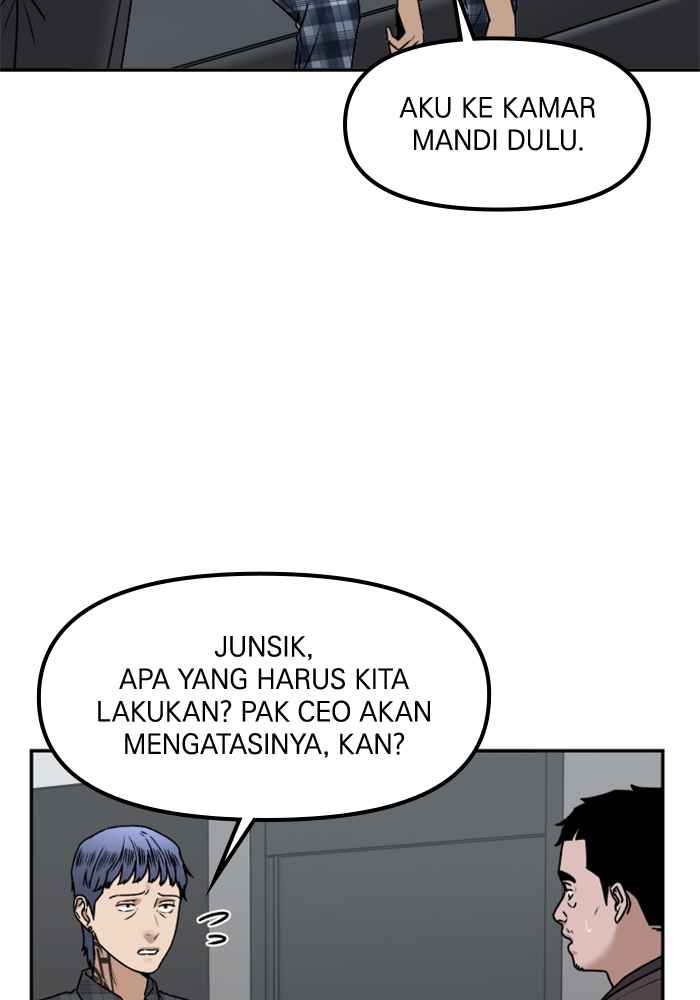 AKU KE KAMAR
MANDI DULU.
JUNSIK,
APA YANG HARUS KITA
LAKUKAN? PAK CEO AKAN
MENGATASINYA, KAN?